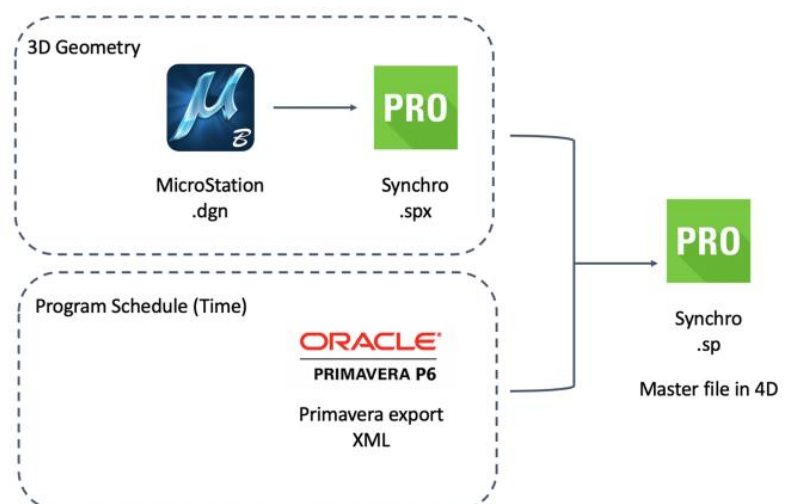 3D Geometry
µ
B
PRO
MicroStation
.dgn
Synchro
.spx
Program Schedule (Time)
ORACLE®
PRIMAVERA P6
Primavera export
XML
PRO
Synchro
.sp
Master file in 4D